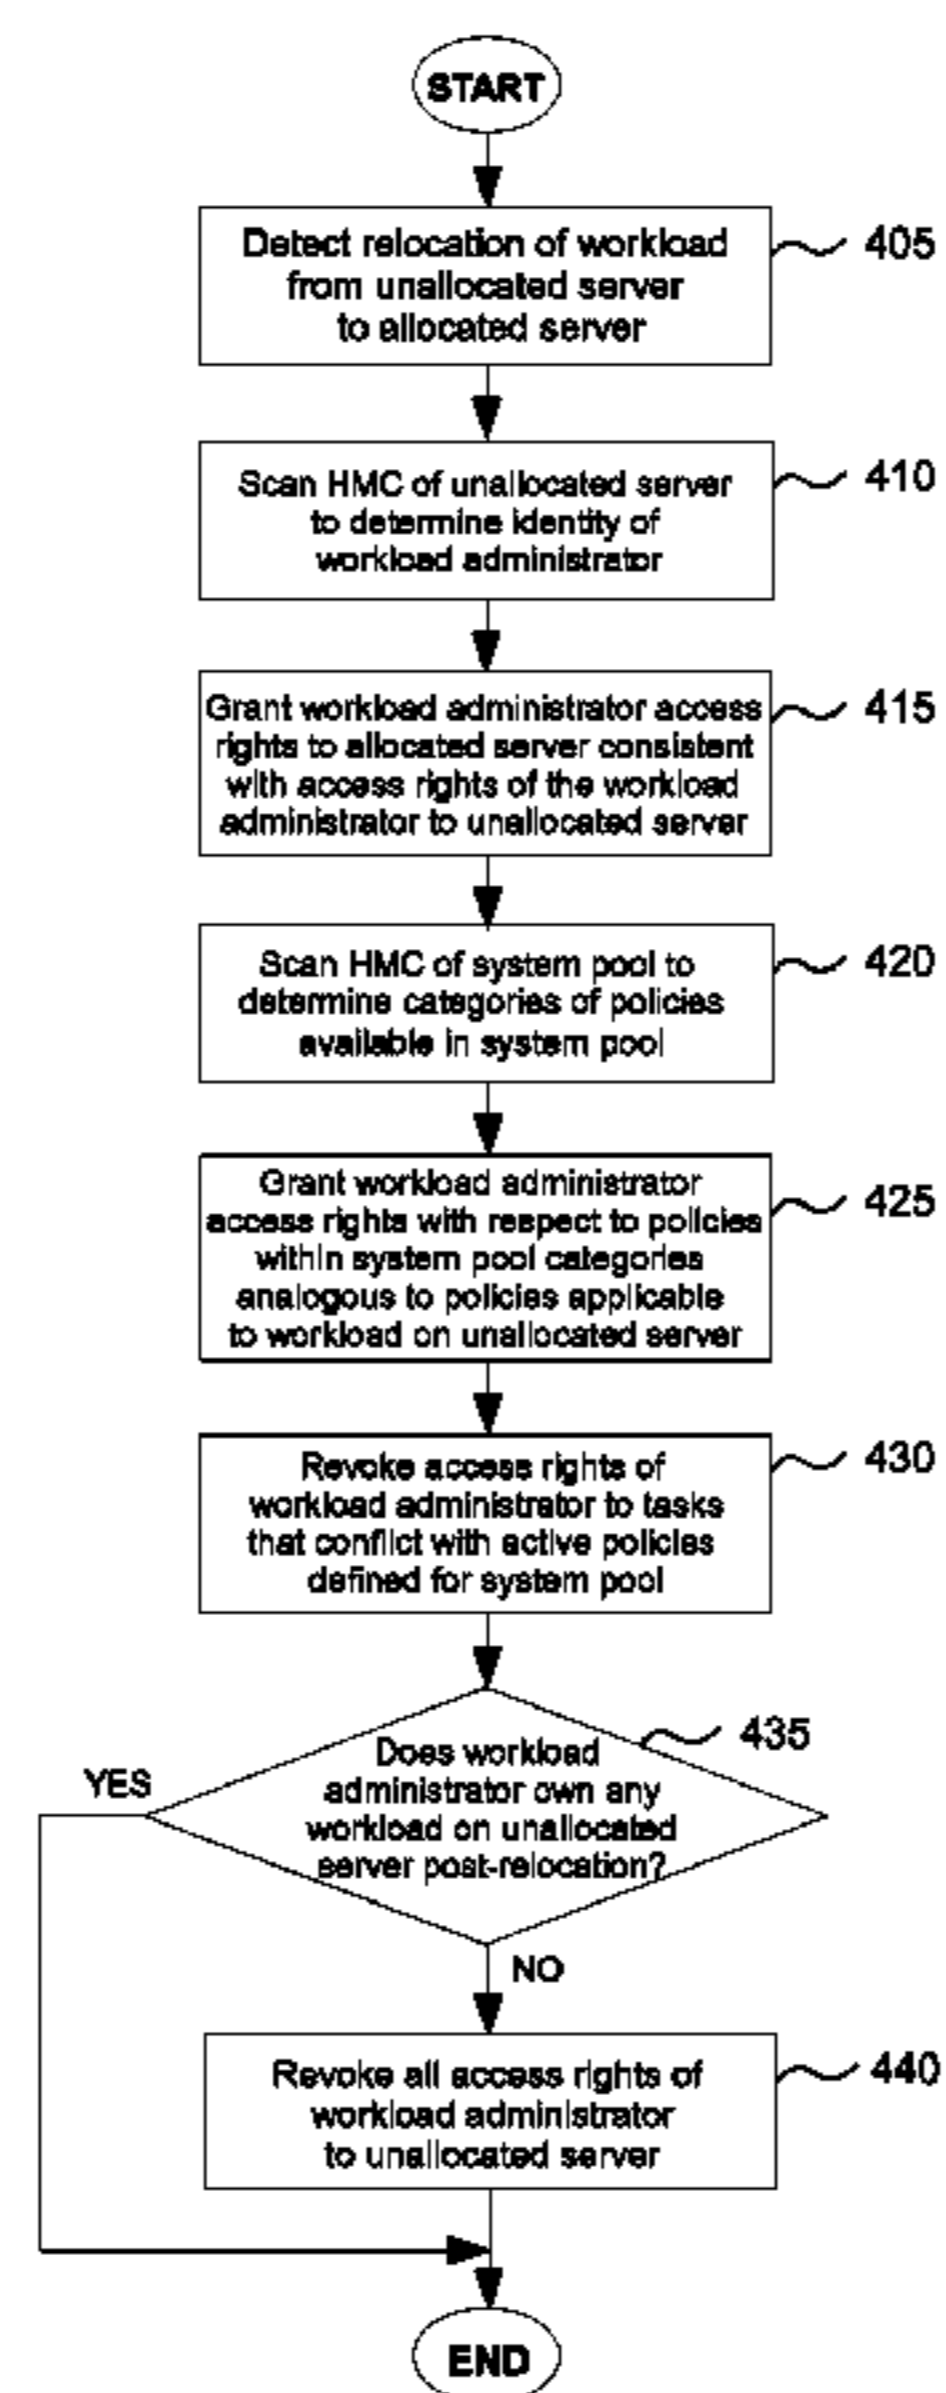 START
Detect relocation of workload
from unallocated server
to allocated server
405
Scan HMC of unallocated server
to determine identity of
workload administrator
410
Grant workload administrator access
rights to allocated server consistent
with access rights of the workload
administrator to unallocated server
415
Scan HMC of system pool to
determine categories of policies
available in system pool
420
Grant workload administrator
access rights with respect to policies
within system pool categories
analogous to policies applicable
to workload on unallocated server
425
Revoke access rights of
workload administrator to tasks
that conflict with active policies
defined for system pool
430
Does workload
administrator own any
workload on unallocated
server post-relocation?
435
YES
NO
Revoke all access rights of
workload administrator
to unallocated server
440
END